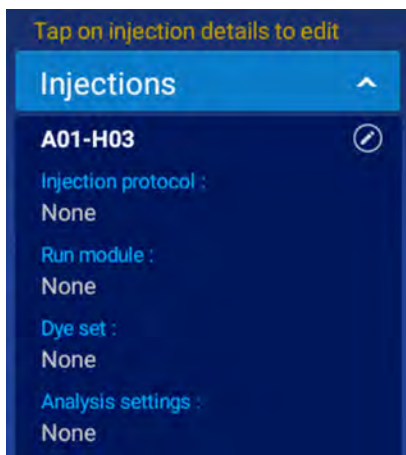 Tap on injection details to edit
Injections
A01-H03
Injection protocol :
None
Run module :
None
Dye set :
None
Analysis settings :
None